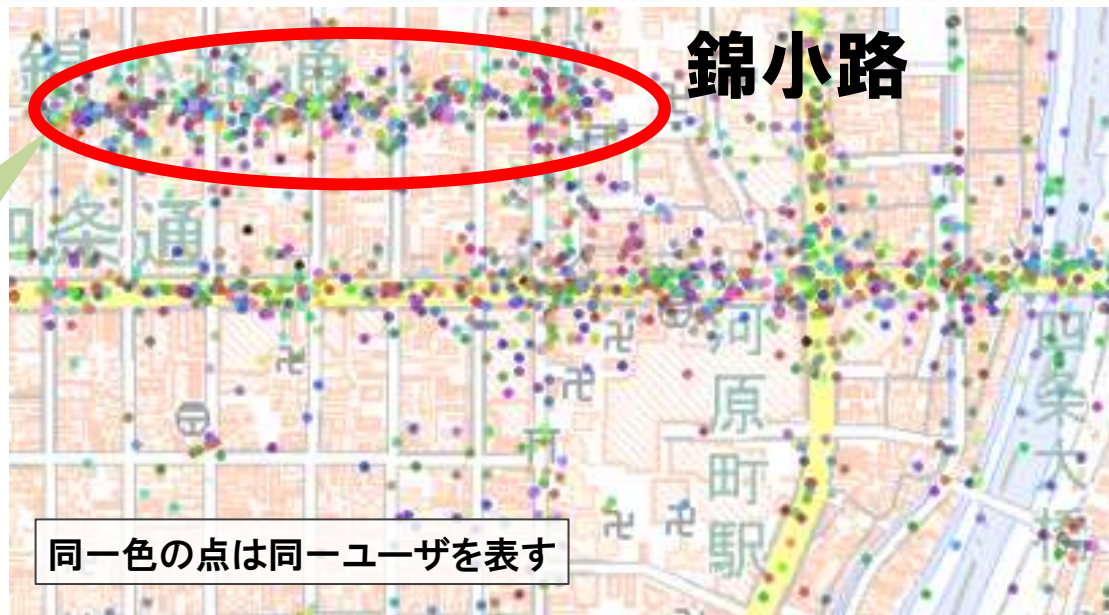 錦小路
錦小路通
四条通
河原町駅
四条大橋
同一色の点は同一ユーザを表す